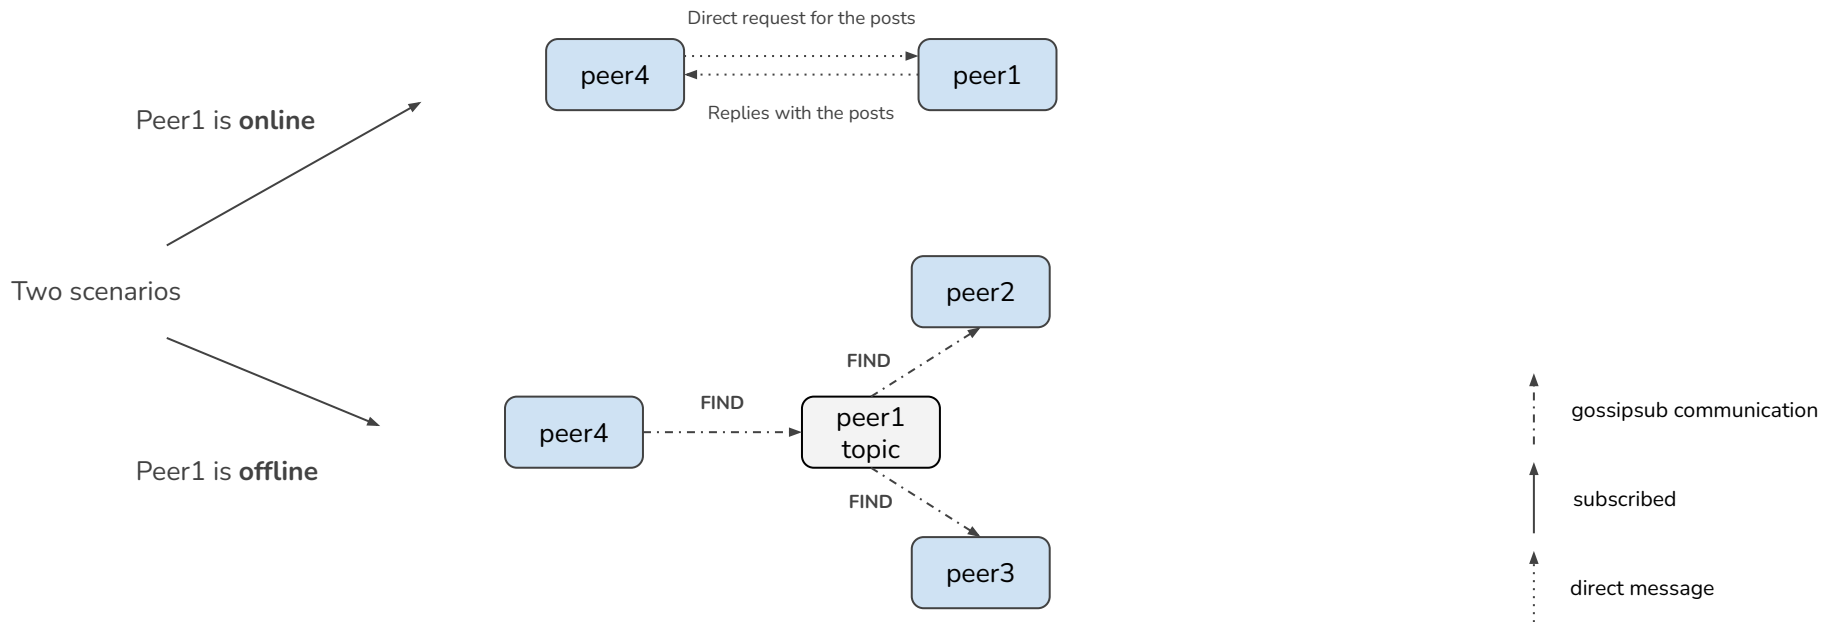 Direct request for the posts
peer4
peer1
Replies with the posts
Peer1 is online
Two scenarios
Peer1 is offline
peer2
FIND
peer4
FIND
peer1
topic
FIND
peer3
gossipsub communication
subscribed
direct message